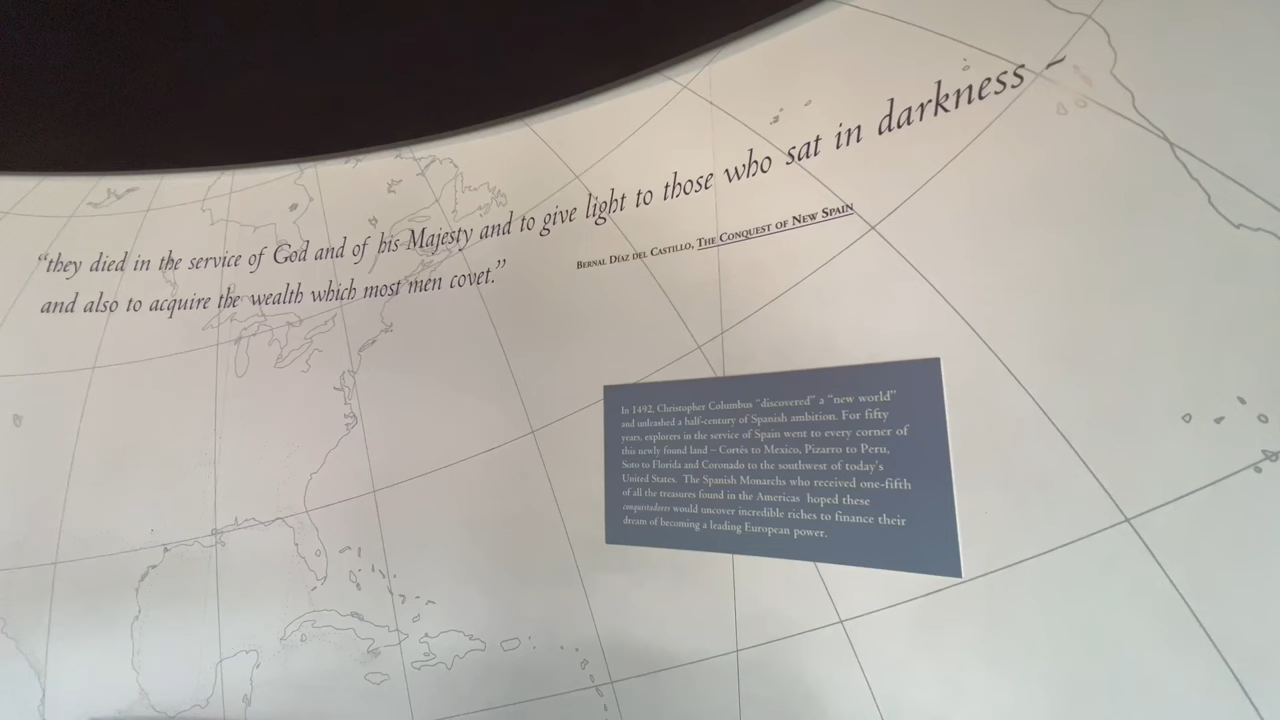 “they died in the service of God and of his Majesty and to give light to those who sat in darkness ~
and also to acquire the wealth which most men covet.”
Bernal Díaz del Castillo, The Conquest of New Spain
In 1492, Christopher Columbus “discovered” a “new world”
and unleashed a half-century of Spanish ambition. For fifty
years, explorers in the service of Spain went to every corner of
this newly found land – Cortés to Mexico, Pizarro to Peru,
Soto to Florida and Coronado to the southwest of today’s
United States. The Spanish Monarchs who received one-fifth
of all the treasures found in the Americas hoped these
conquistadores would uncover incredible riches to finance their
dream of becoming a leading European power.